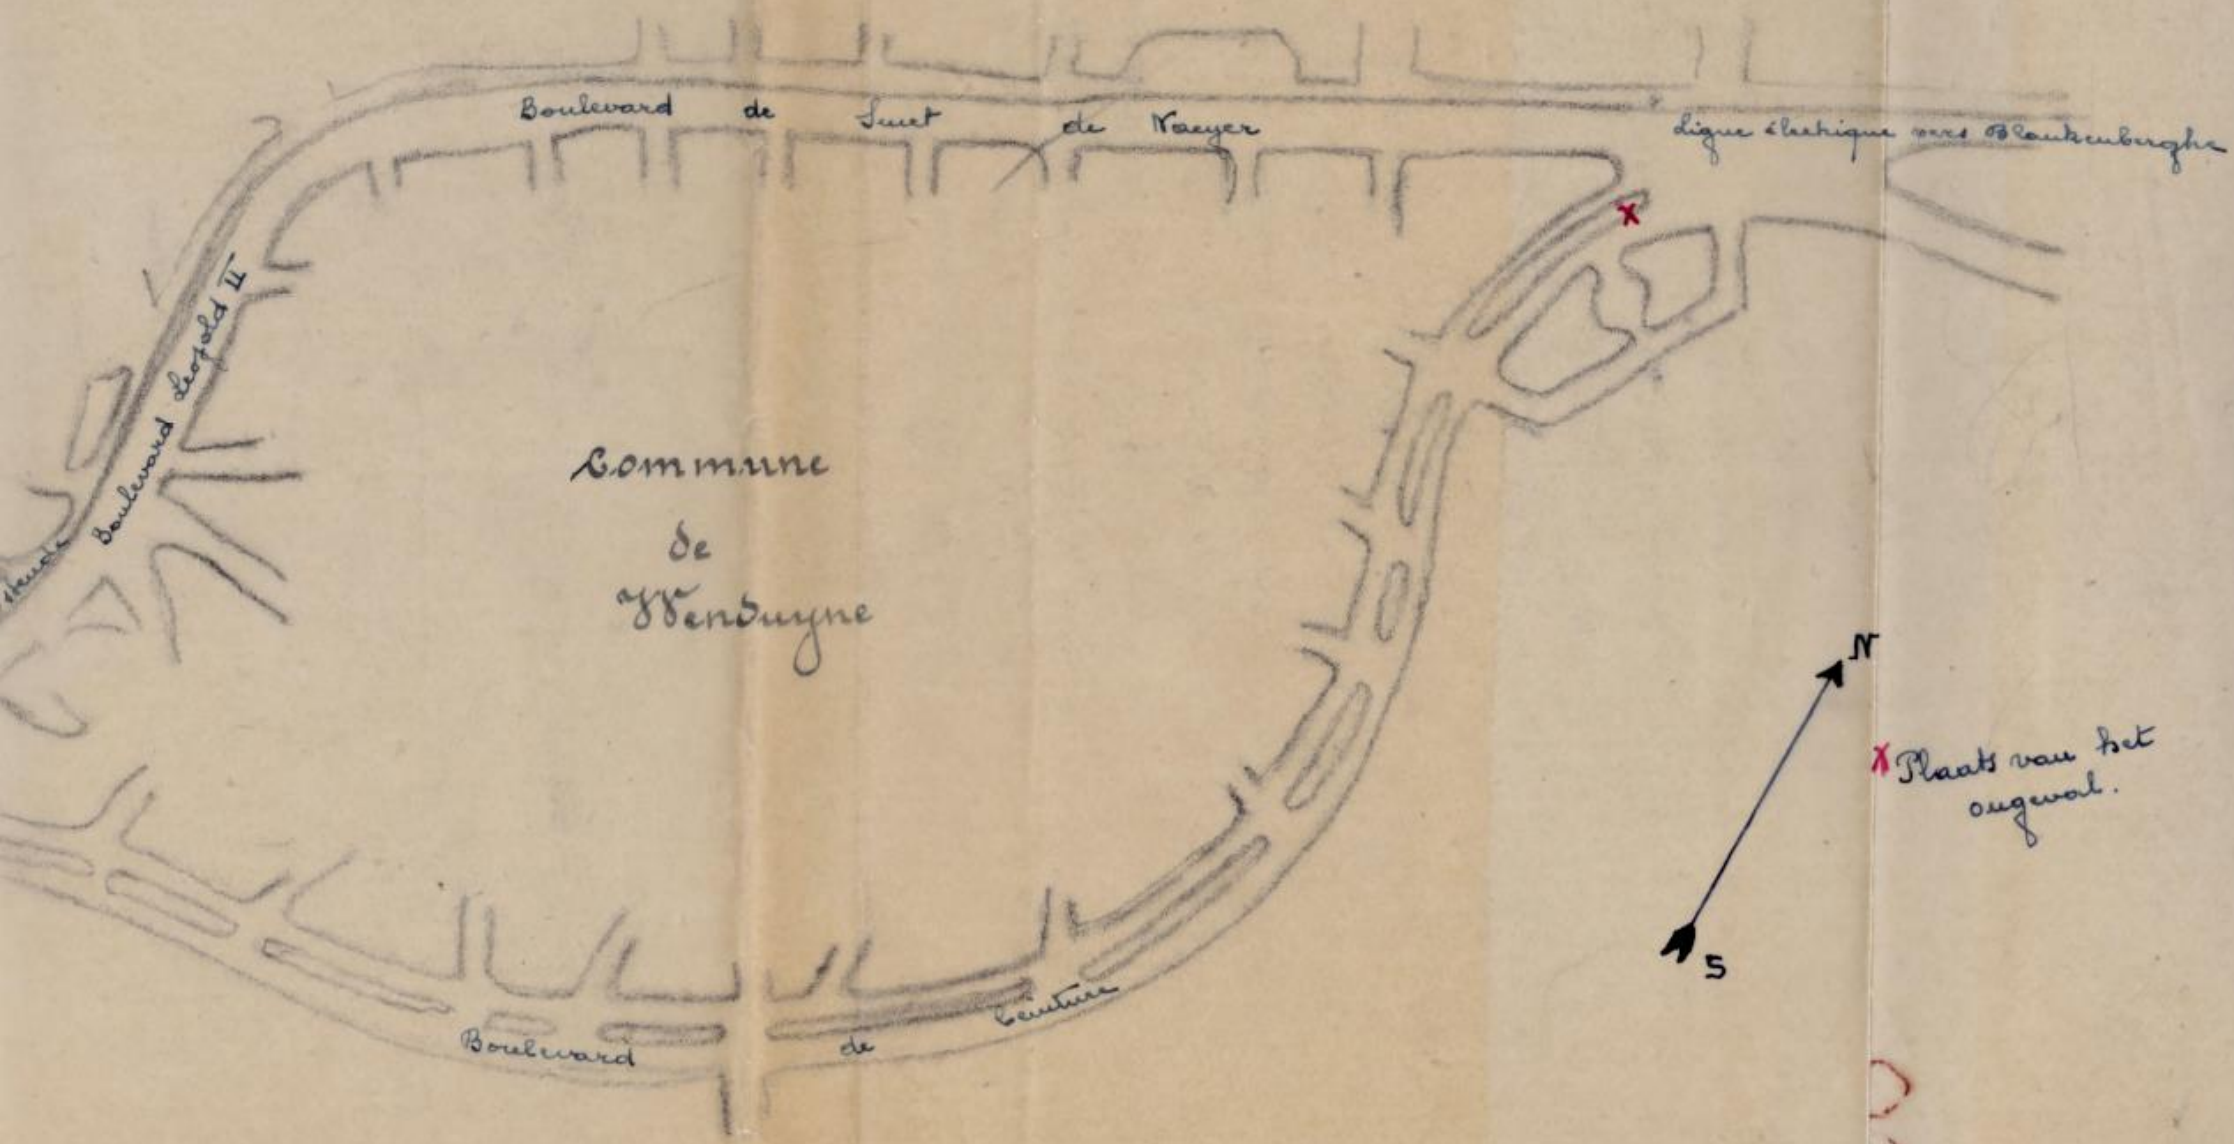 Boulevard de Smet de Naeyer
Ligne électrique vers Blankenberghe
Boulevard Leopold II
Commune
de
Wenduyne
N
S
X Plaats van het
ongeval.
Boulevard de Ceinture